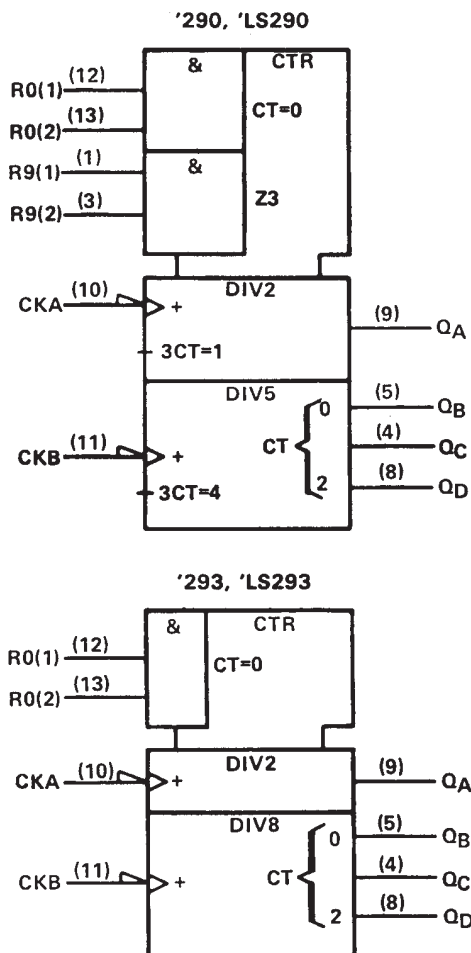 '290, 'LS290
& CTR
R0(1) (12)
CT=0
R0(2) (13)
R9(1) (1)
&
R9(2) (3)
Z3
DIV2
CKA (10) +
(9) QA
3CT=1
DIV5
0 (5) QB
CKB (11) + CT (4) QC
3CT=4 2 (8) QD
'293, 'LS293
& CTR
R0(1) (12)
CT=0
R0(2) (13)
DIV2
CKA (10) + (9) QA
DIV8
0 (5) QB
CKB (11) + CT (4) QC
2 (8) QD